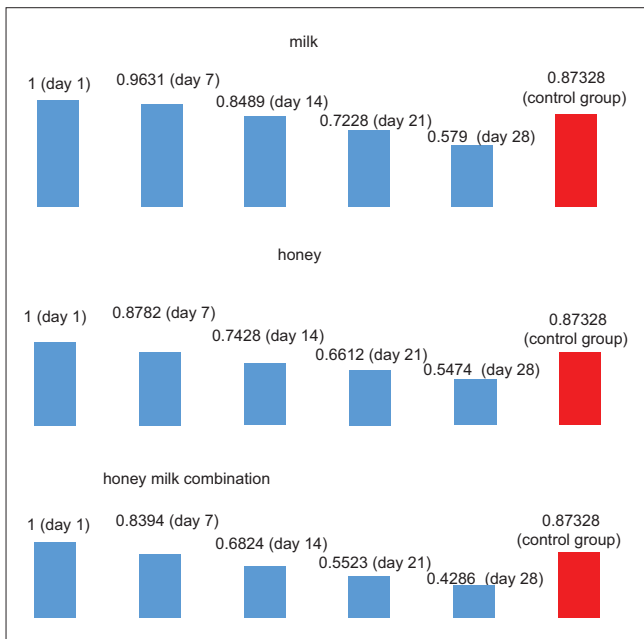 milk
1 (day 1)
0.9631 (day 7)
0.8489 (day 14)
0.7228 (day 21)
0.579 (day 28)
0.87328
(control group)
honey
1 (day 1)
0.8782 (day 7)
0.7428 (day 14)
0.6612 (day 21)
0.5474 (day 28)
0.87328
(control group)
honey milk combination
1 (day 1)
0.8394 (day 7)
0.6824 (day 14)
0.5523 (day 21)
0.4286 (day 28)
0.87328
(control group)